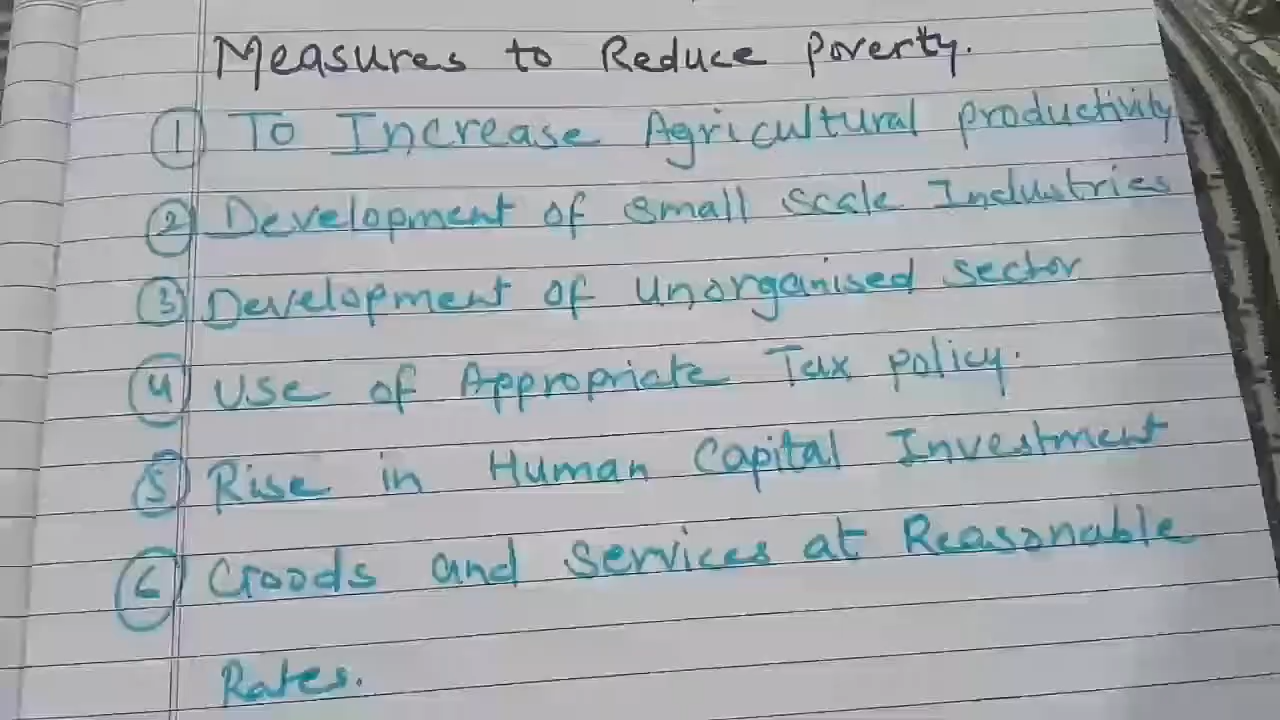 Measures to Reduce Poverty.
① To Increase Agricultural productivity
② Development of small scale Industries
③ Development of Unorganised sector
④ Use of Appropriate Tax policy.
⑤ Rise in Human Capital Investment
⑥ Goods and services at Reasonable
Rates.